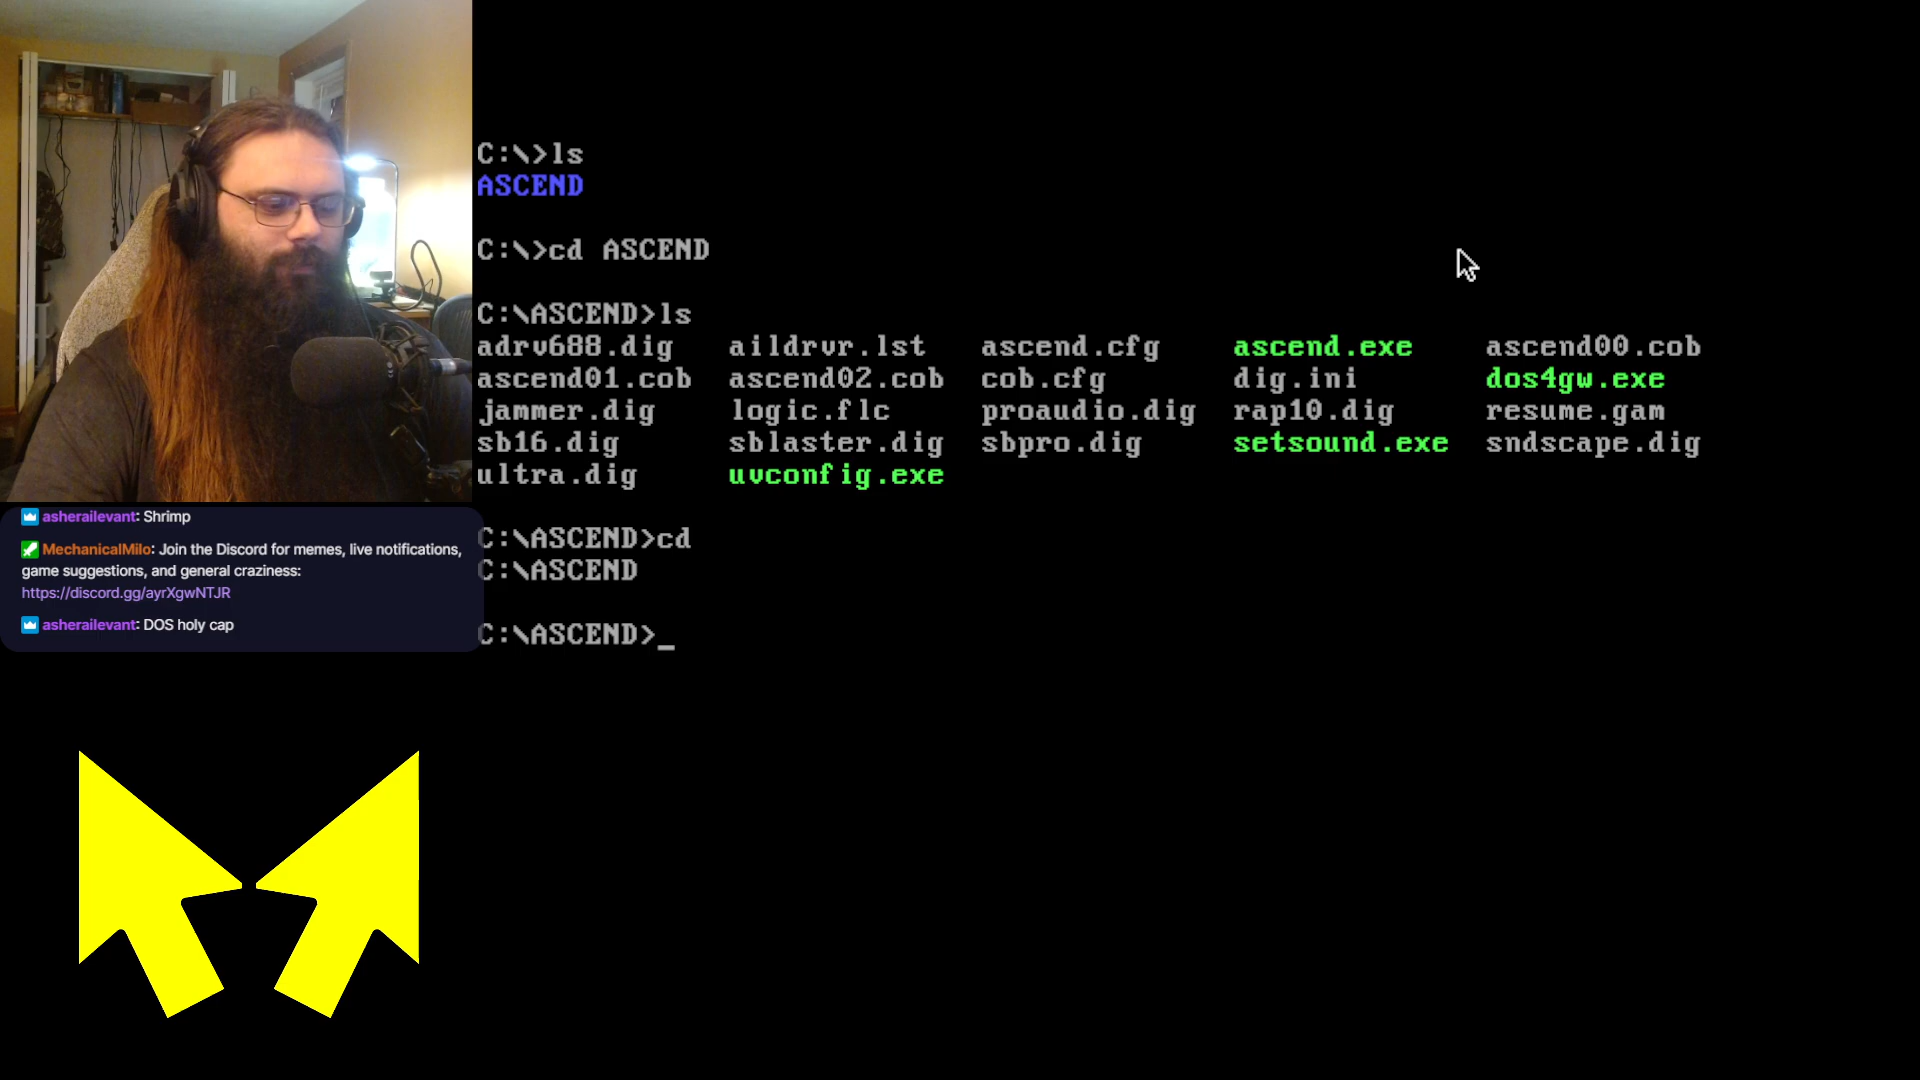 C:\>ls
ASCEND
C:\>cd ASCEND
C:\ASCEND>ls
adrv688.dig aildrvr.lst ascend.cfg ascend.exe ascend00.cob
ascend01.cob ascend02.cob cob.cfg dig.ini dos4gw.exe
jammer.dig logic.flc proaudio.dig rap10.dig resume.gam
sb16.dig sblaster.dig sbpro.dig setsound.exe sndscape.dig
ultra.dig uvconfig.exe
C:\ASCEND>cd
C:\ASCEND
C:\ASCEND>_
asherailevant: Shrimp
MechanicalMilo: Join the Discord for memes, live notifications,
game suggestions, and general craziness:
https://discord.gg/ayrXgwNTJR
asherailevant: DOS holy cap